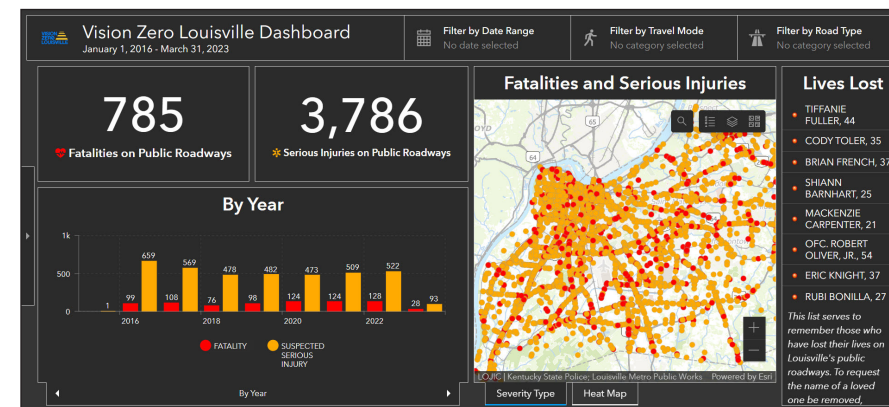 VISION
ZERO
LOUISVILLE
Vision Zero Louisville Dashboard
January 1, 2016 - March 31, 2023
Filter by Date Range
No date selected
Filter by Travel Mode
No category selected
Filter by Road Type
No category selected
785
Fatalities on Public Roadways
3,786
Serious Injuries on Public Roadways
By Year
1k
500
0
1
99
659
108
569
76
478
98
482
124
473
124
509
128
522
28
93
2016
2018
2020
2022
FATALITY
SUSPECTED
SERIOUS
INJURY
By Year
Fatalities and Serious Injuries
65
64
LOJIC | Kentucky State Police; Louisville Metro Public Works
Powered by Esri
Severity Type
Heat Map
Lives Lost
TIFFANIE
FULLER, 44
CODY TOLER, 35
BRIAN FRENCH, 37
SHIANN
BARNHART, 25
MACKENZIE
CARPENTER, 21
OFC. ROBERT
OLIVER, JR., 54
ERIC KNIGHT, 37
RUBI BONILLA, 27
This list serves to
remember those who
have lost their lives on
Louisville's public
roadways. To request
the name of a loved
one be removed,